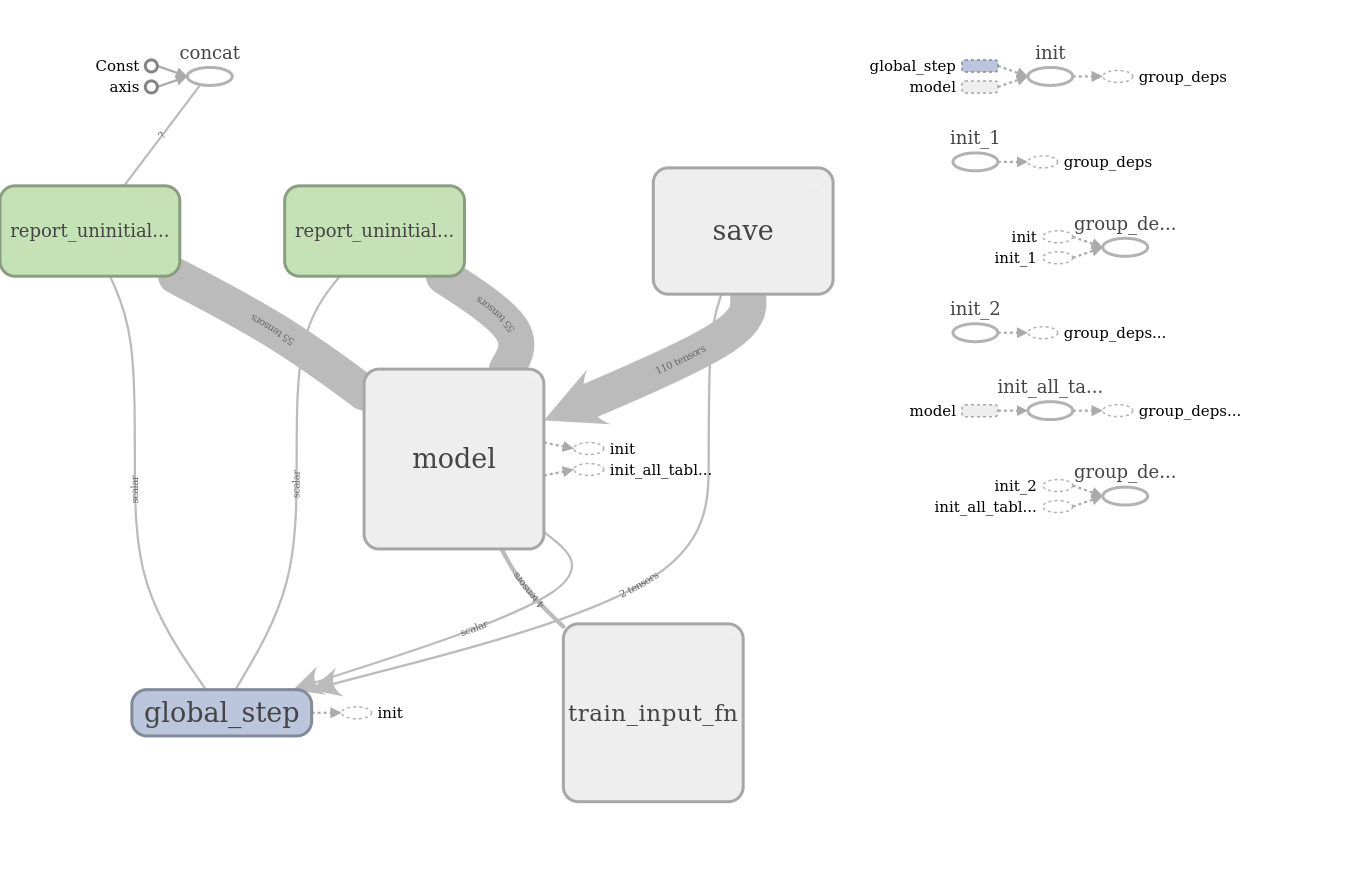 concat
Const
axis
?
report_uninitial...
report_uninitial...
save
55 tensors
55 tensors
110 tensors
model
init
init_all_tabl...
scalar
scalar
4 tensors
2 tensors
scalar
global_step
init
train_input_fn
init
global_step
model
group_deps
init_1
group_deps
group_de...
init
init_1
init_2
group_deps...
init_all_ta...
model
group_deps...
group_de...
init_2
init_all_tabl...